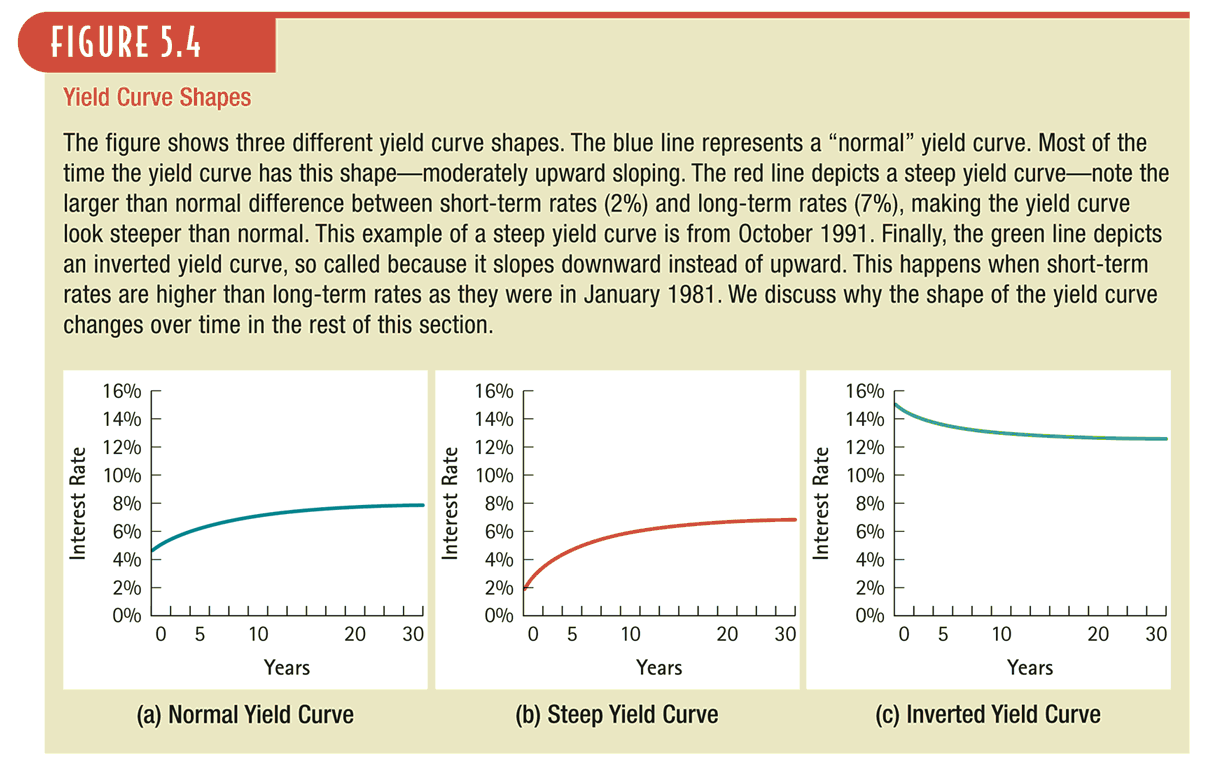 FIGURE 5.4
Yield Curve Shapes
The figure shows three different yield curve shapes. The blue line represents a “normal” yield curve. Most of the
time the yield curve has this shape—moderately upward sloping. The red line depicts a steep yield curve—note the
larger than normal difference between short-term rates (2%) and long-term rates (7%), making the yield curve
look steeper than normal. This example of a steep yield curve is from October 1991. Finally, the green line depicts
an inverted yield curve, so called because it slopes downward instead of upward. This happens when short-term
rates are higher than long-term rates as they were in January 1981. We discuss why the shape of the yield curve
changes over time in the rest of this section.
Interest Rate
16%
14%
12%
10%
8%
6%
4%
2%
0%
0 5 10 20 30
Years
(a) Normal Yield Curve
Interest Rate
16%
14%
12%
10%
8%
6%
4%
2%
0%
0 5 10 20 30
Years
(b) Steep Yield Curve
Interest Rate
16%
14%
12%
10%
8%
6%
4%
2%
0%
0 5 10 20 30
Years
(c) Inverted Yield Curve